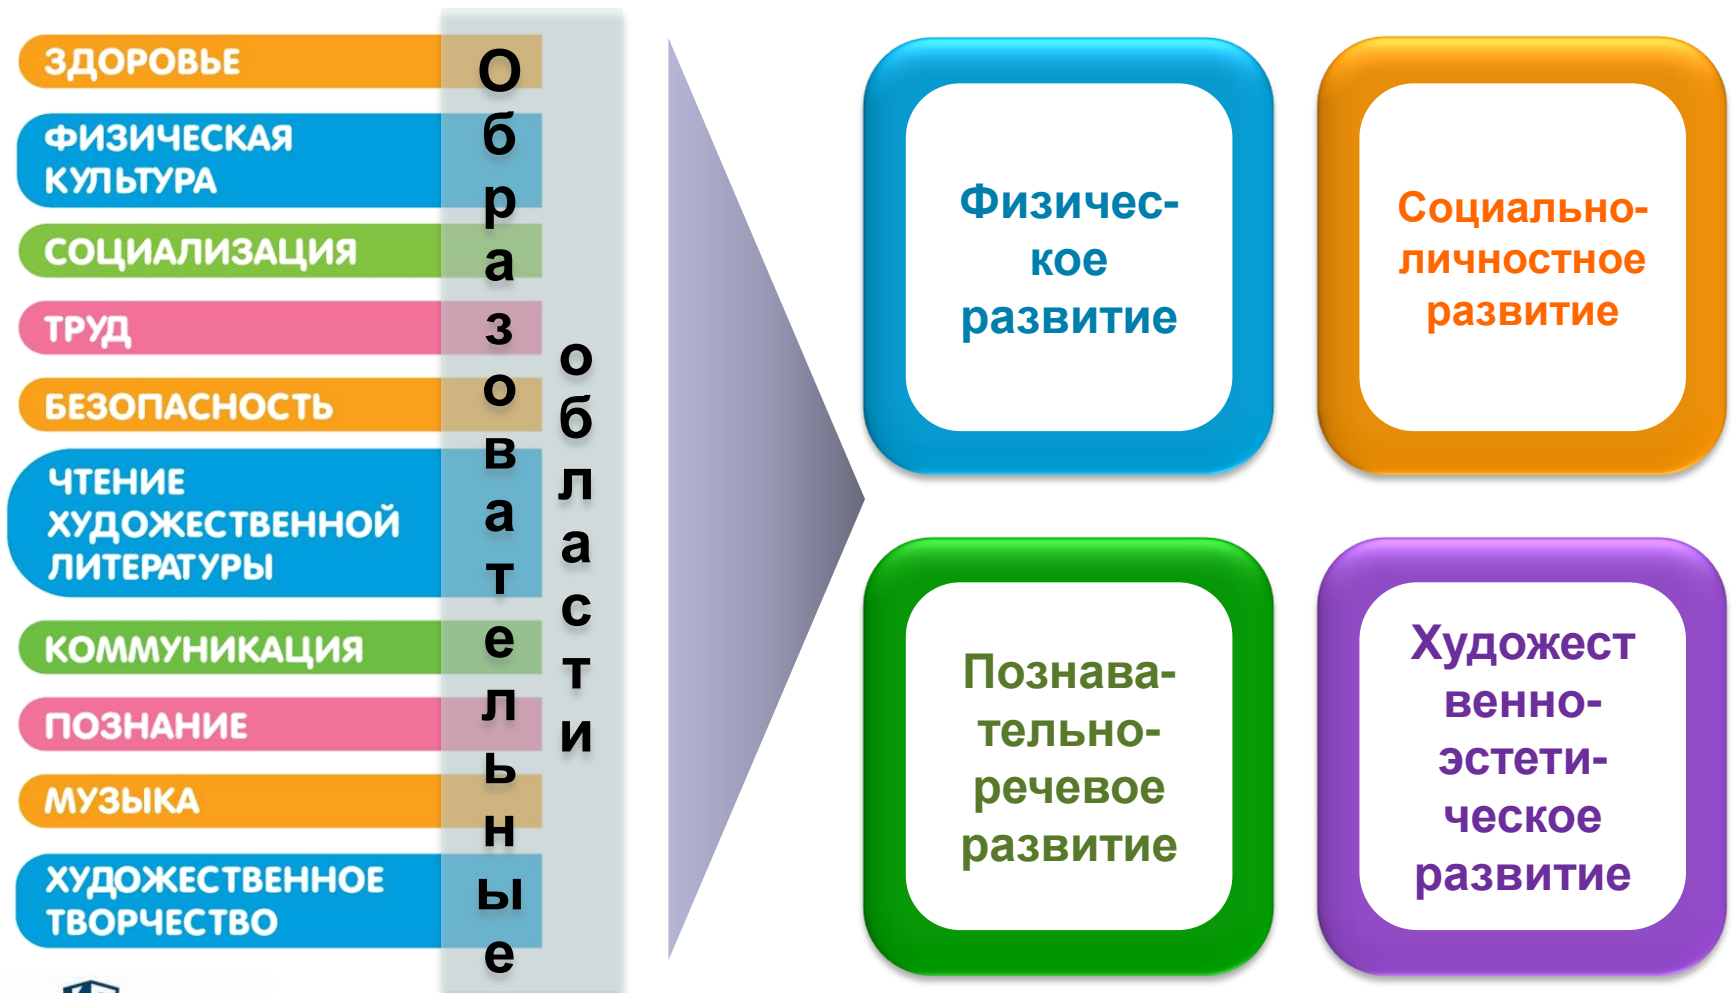 ЗДОРОВЬЕ
ФИЗИЧЕСКАЯ
КУЛЬТУРА
СОЦИАЛИЗАЦИЯ
ТРУД
БЕЗОПАСНОСТЬ
ЧТЕНИЕ
ХУДОЖЕСТВЕННОЙ
ЛИТЕРАТУРЫ
КОММУНИКАЦИЯ
ПОЗНАНИЕ
МУЗЫКА
ХУДОЖЕСТВЕННОЕ
ТВОРЧЕСТВО
Образовательные
области
Физичес-
кое
развитие
Социально-
личностное
развитие
Познава-
тельно-
речевое
развитие
Художест
венно-
эстети-
ческое
развитие